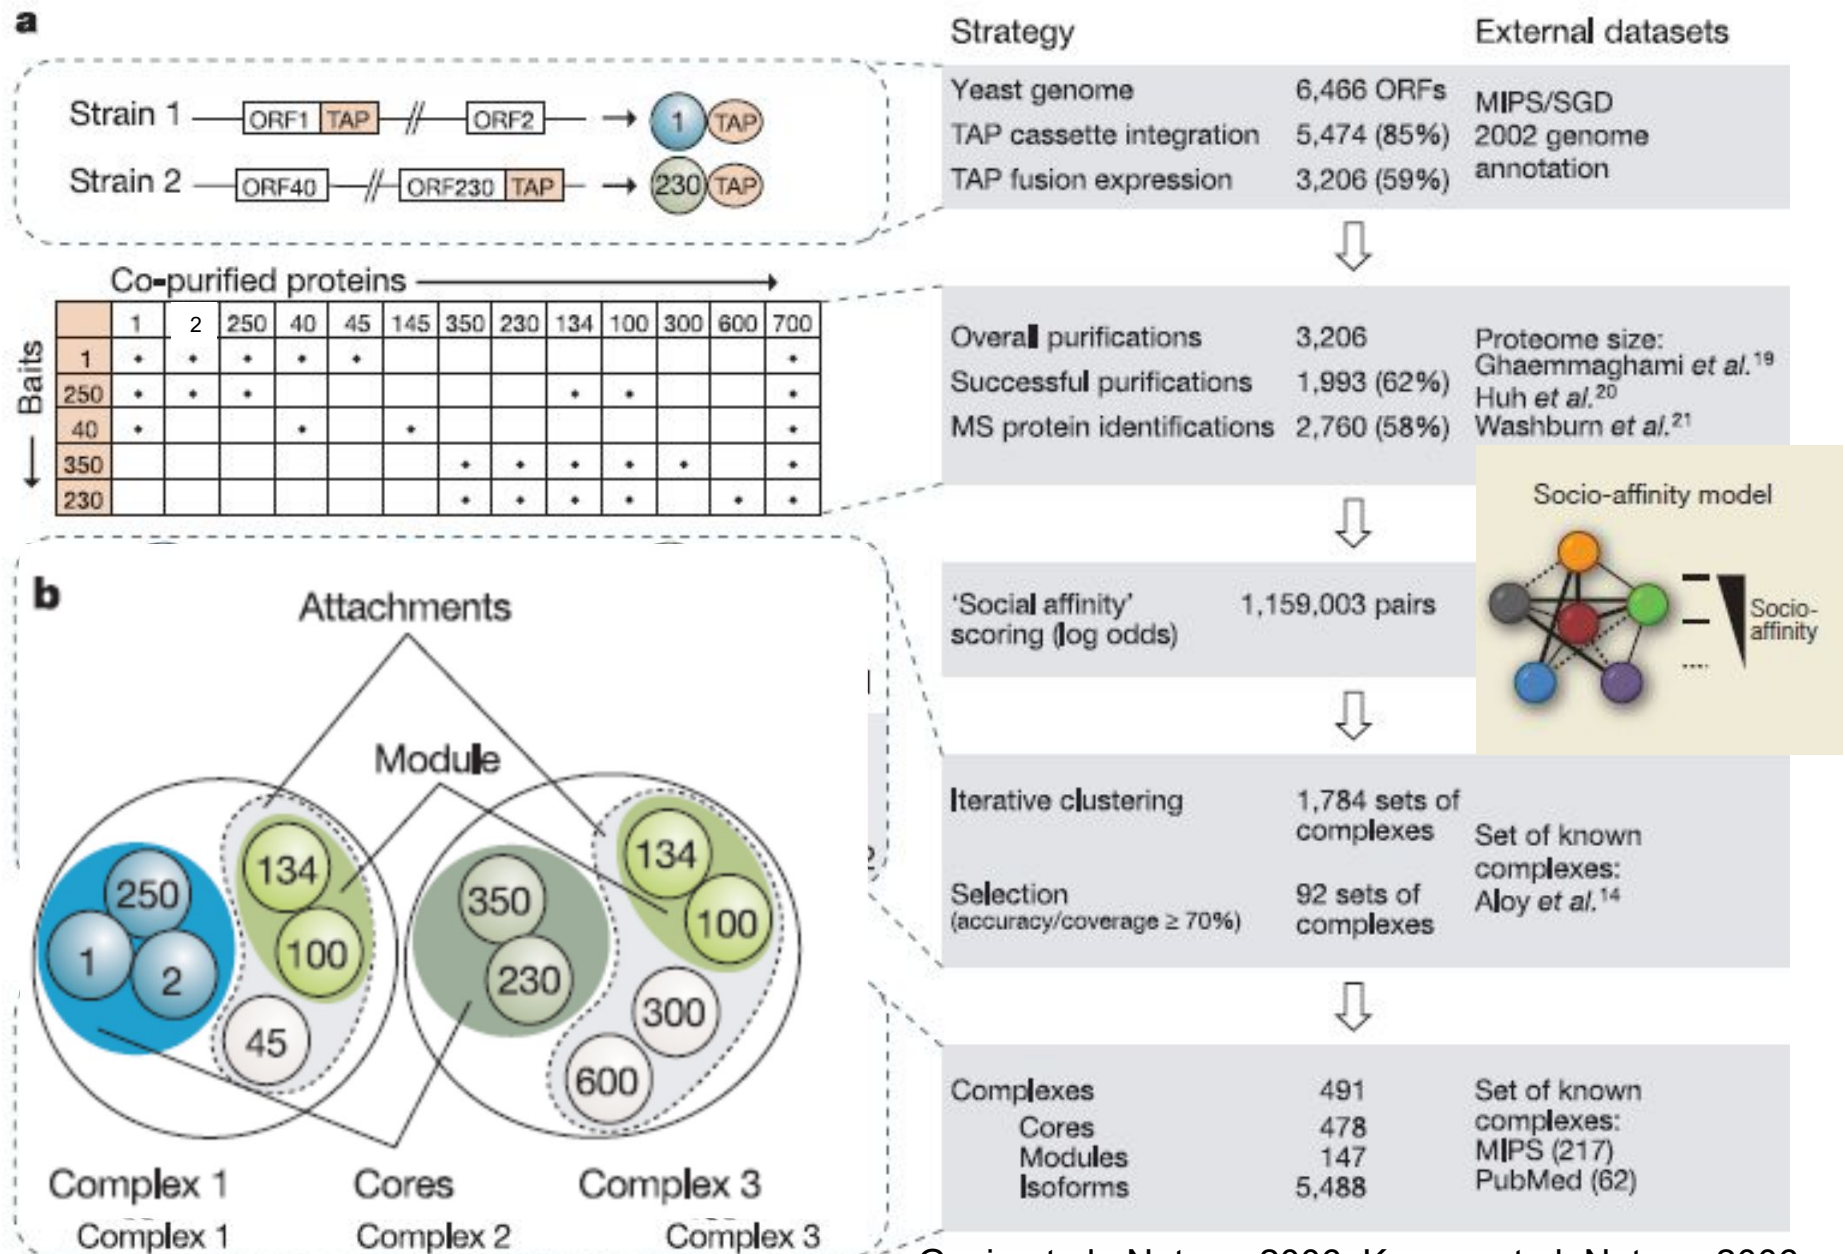 a
Strain 1 ORF1 TAP // ORF2 → 1 TAP
Strain 2 ORF40 // ORF230 TAP → 230 TAP
Co-purified proteins
1 2 250 40 45 145 350 230 134 100 300 600 700
Baits
1 • • • • • •
250 • • • • • •
40 • • • •
350 • • • • • •
230 • • • • • •
b
Attachments
Module
134
250
100
1
2
45
134
350
100
230
300
600
Complex 1 Cores Complex 3
Complex 1 Complex 2 Complex 3
Strategy External datasets
Yeast genome 6,466 ORFs
TAP cassette integration 5,474 (85%)
TAP fusion expression 3,206 (59%)
MIPS/SGD
2002 genome
annotation
Overall purifications 3,206
Successful purifications 1,993 (62%)
MS protein identifications 2,760 (58%)
Proteome size:
Ghaemmaghami et al.19
Huh et al.20
Washburn et al.21
Socio-affinity model
Socio-
affinity
‘Social affinity’ 1,159,003 pairs
scoring (log odds)
Iterative clustering 1,784 sets of
complexes
Selection 92 sets of
(accuracy/coverage ≥ 70%) complexes
Set of known
complexes:
Aloy et al.14
Complexes 491
Cores 478
Modules 147
Isoforms 5,488
Set of known
complexes:
MIPS (217)
PubMed (62)